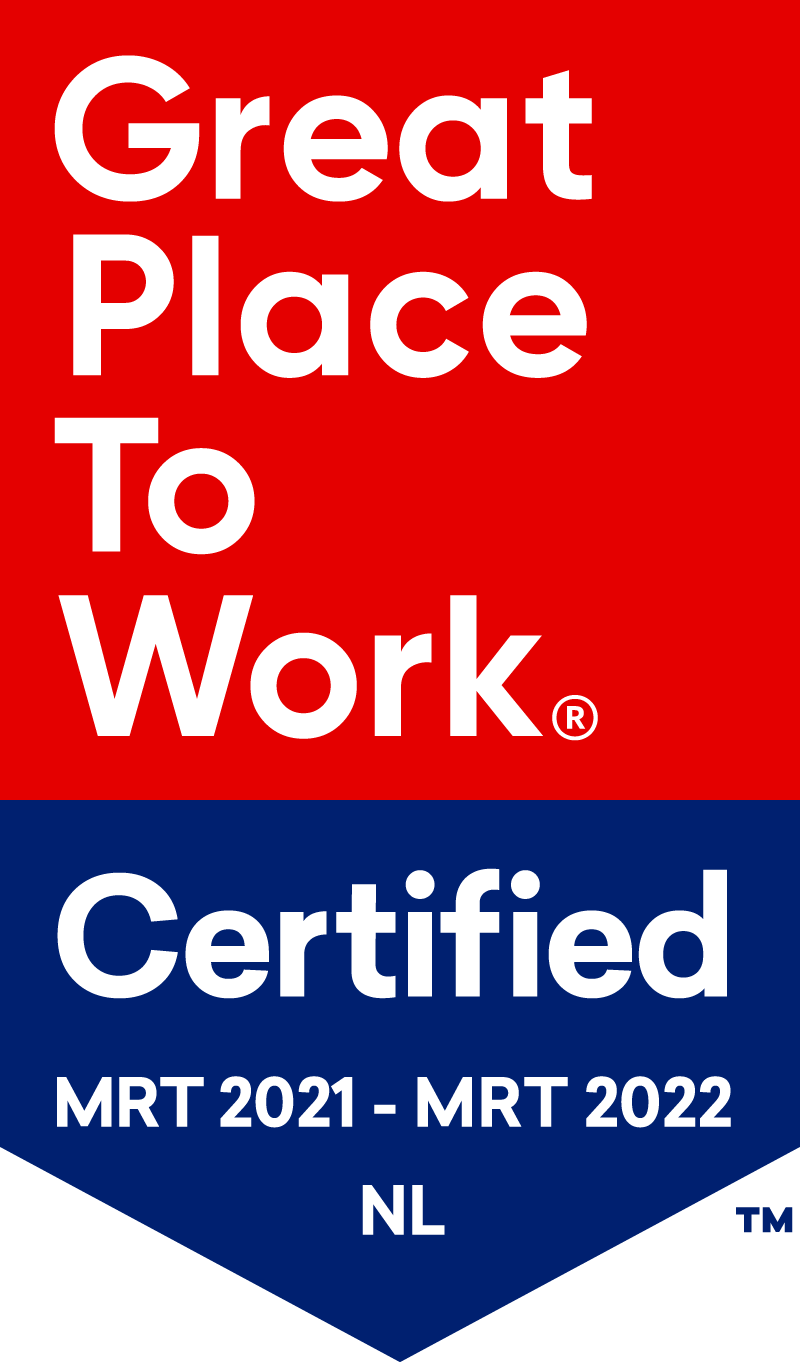 Great
Place
To
Work®
Certified
MRT 2021 - MRT 2022
NL
TM